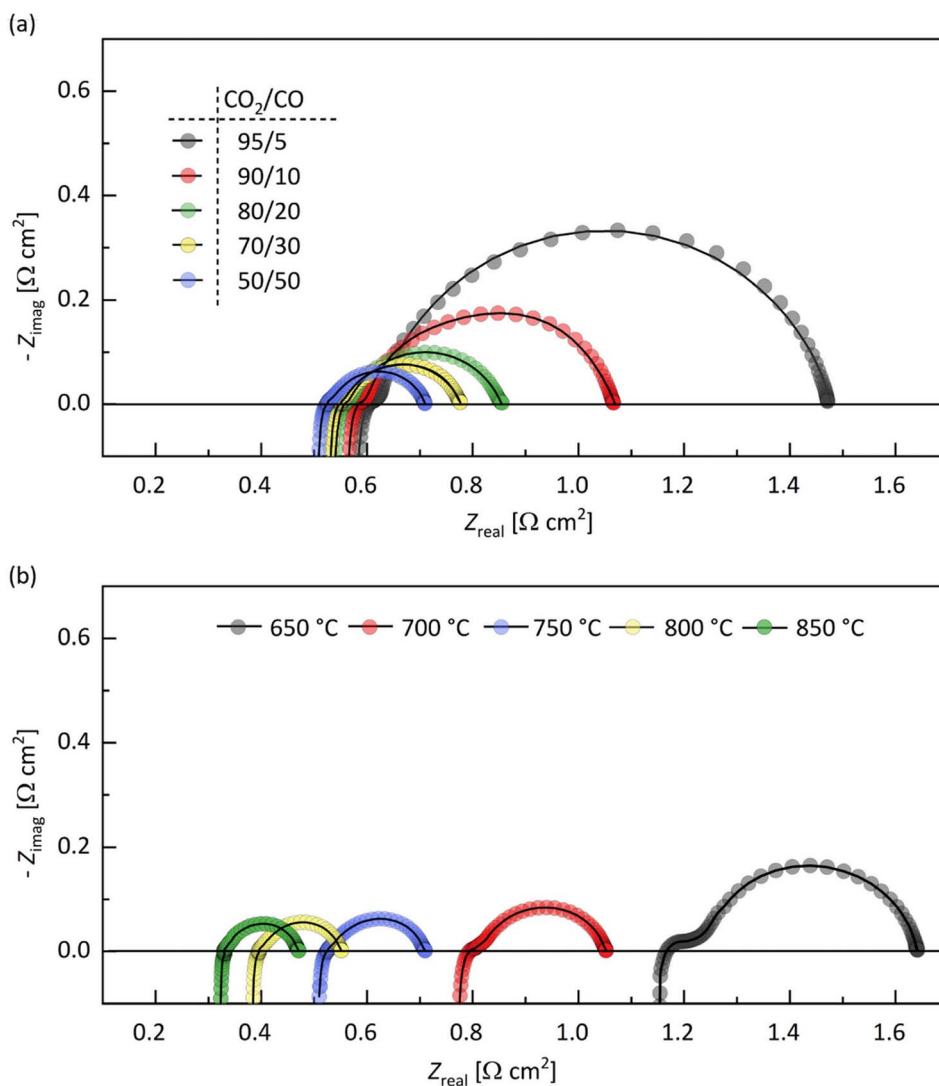 (a)
0.6
CO₂/CO
95/5
90/10
80/20
70/30
50/50
0.4
0.2
0.0
- Zimag [Ω cm²]
0.2 0.4 0.6 0.8 1.0 1.2 1.4 1.6
Zreal [Ω cm²]
(b)
650 °C 700 °C 750 °C 800 °C 850 °C
0.6
0.4
0.2
0.0
- Zimag [Ω cm²]
0.2 0.4 0.6 0.8 1.0 1.2 1.4 1.6
Zreal [Ω cm²]